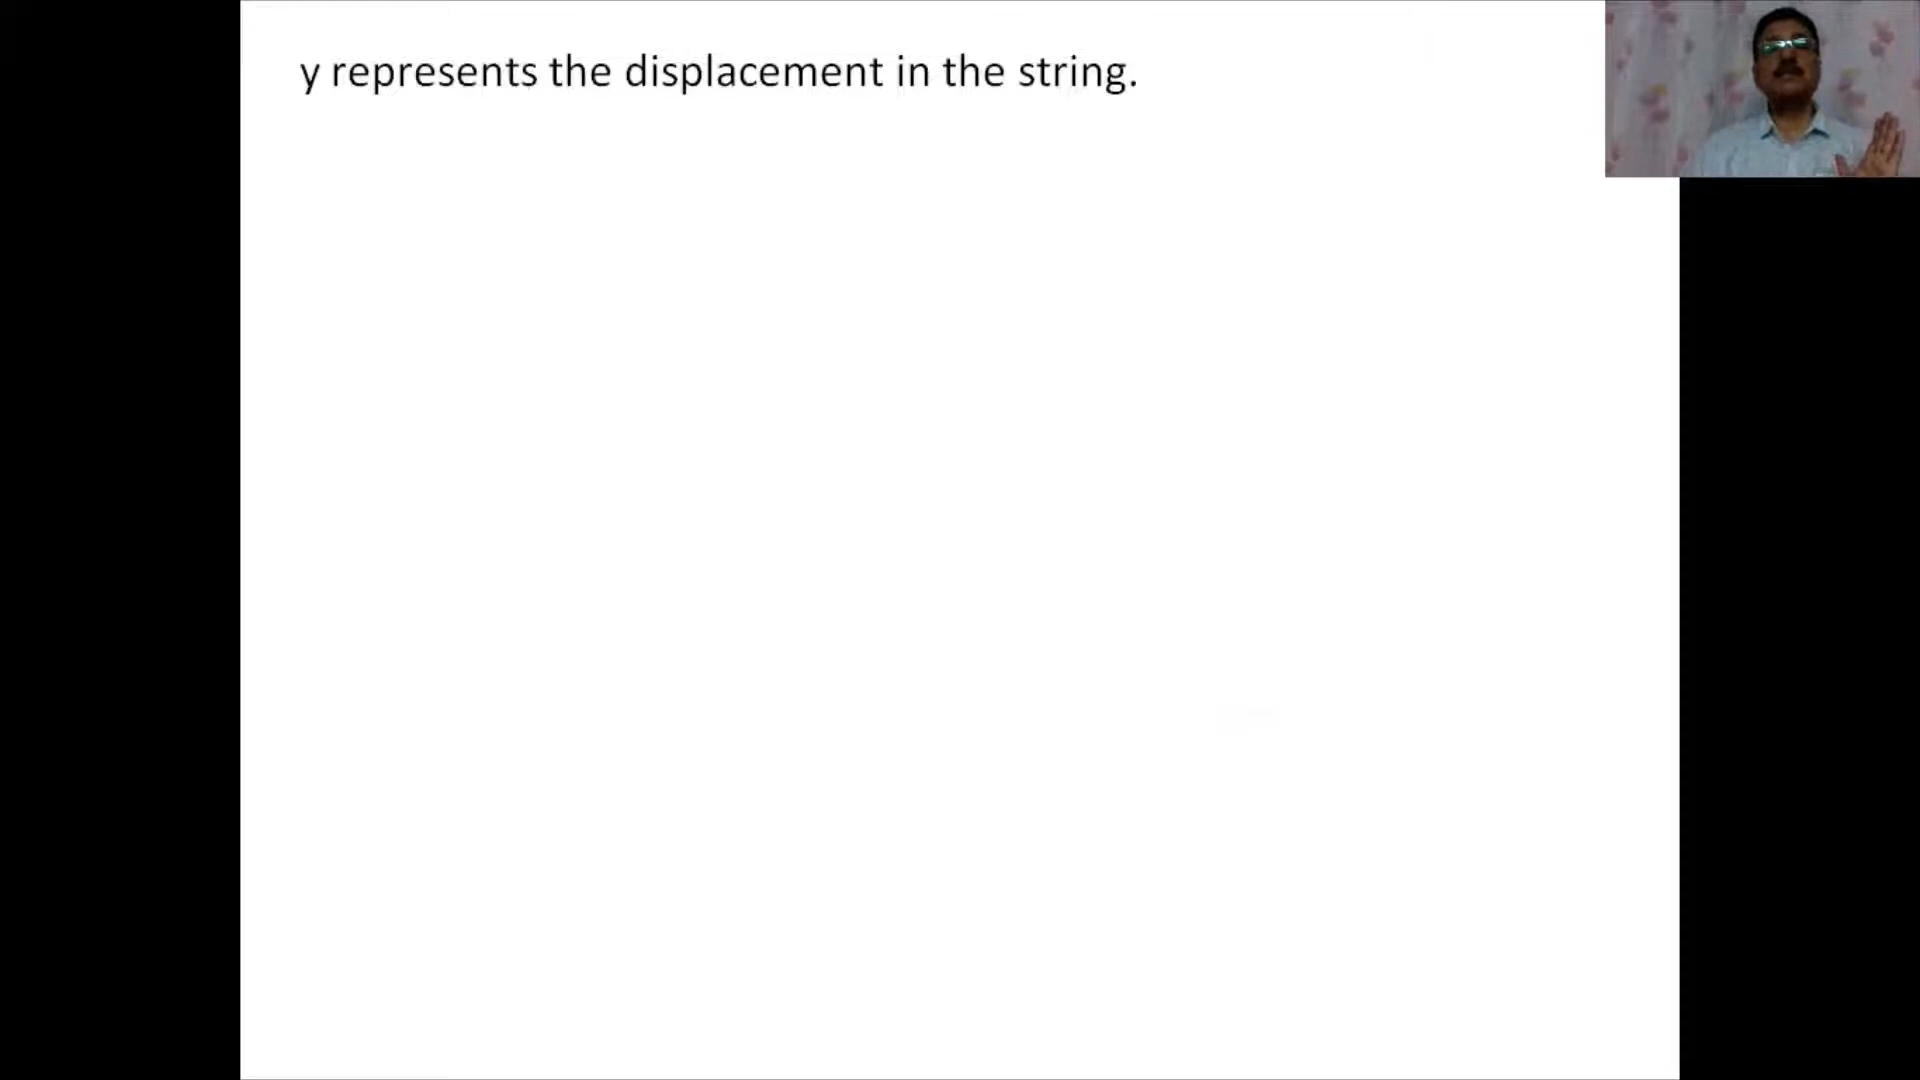 y represents the displacement in the string.